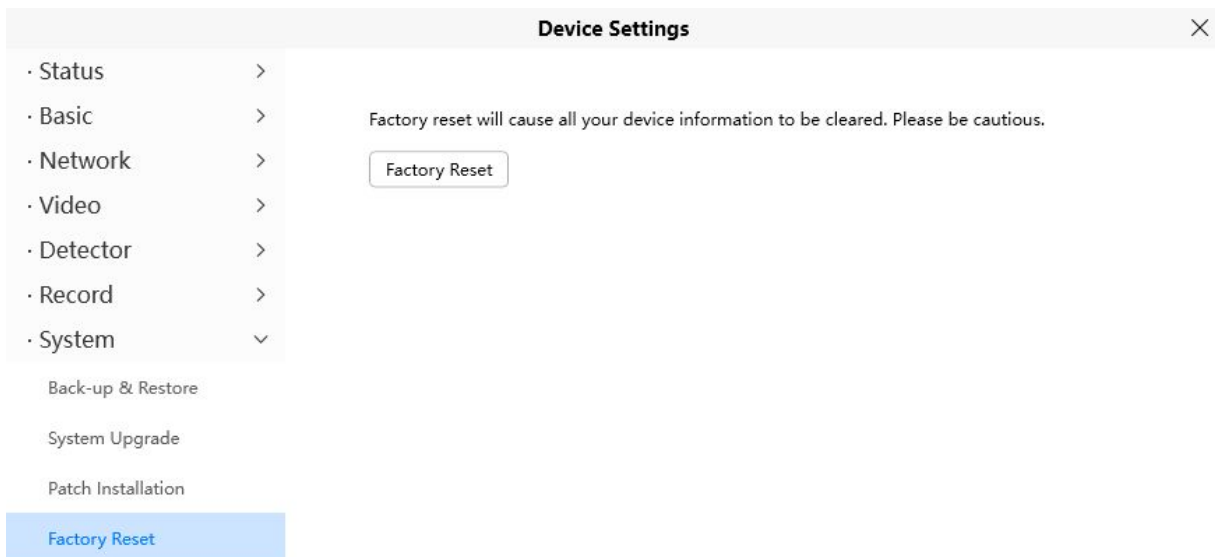 Device Settings
· Status
· Basic
· Network
· Video
· Detector
· Record
· System
Back-up & Restore
System Upgrade
Patch Installation
Factory Reset
Factory reset will cause all your device information to be cleared. Please be cautious.
Factory Reset